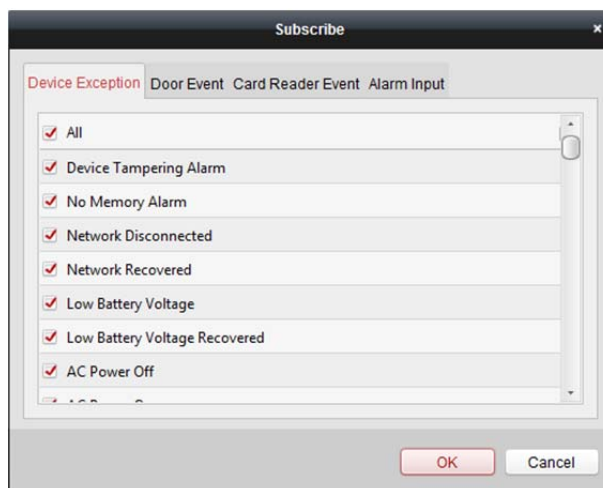 Subscribe
Device Exception Door Event Card Reader Event Alarm Input
All
Device Tampering Alarm
No Memory Alarm
Network Disconnected
Network Recovered
Low Battery Voltage
Low Battery Voltage Recovered
AC Power Off
OK Cancel